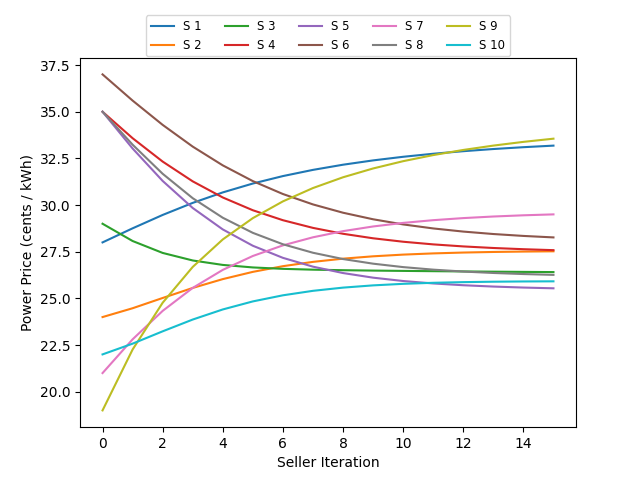 S 1 S 3 S 5 S 7 S 9
S 2 S 4 S 6 S 8 S 10
37.5
35.0
32.5
30.0
27.5
25.0
22.5
20.0
Power Price (cents / kWh)
0 2 4 6 8 10 12 14
Seller Iteration